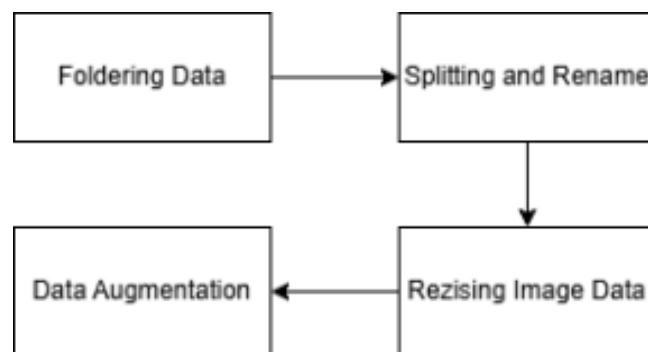 Foldering Data
Splitting and Rename
Data Augmentation
Rezising Image Data